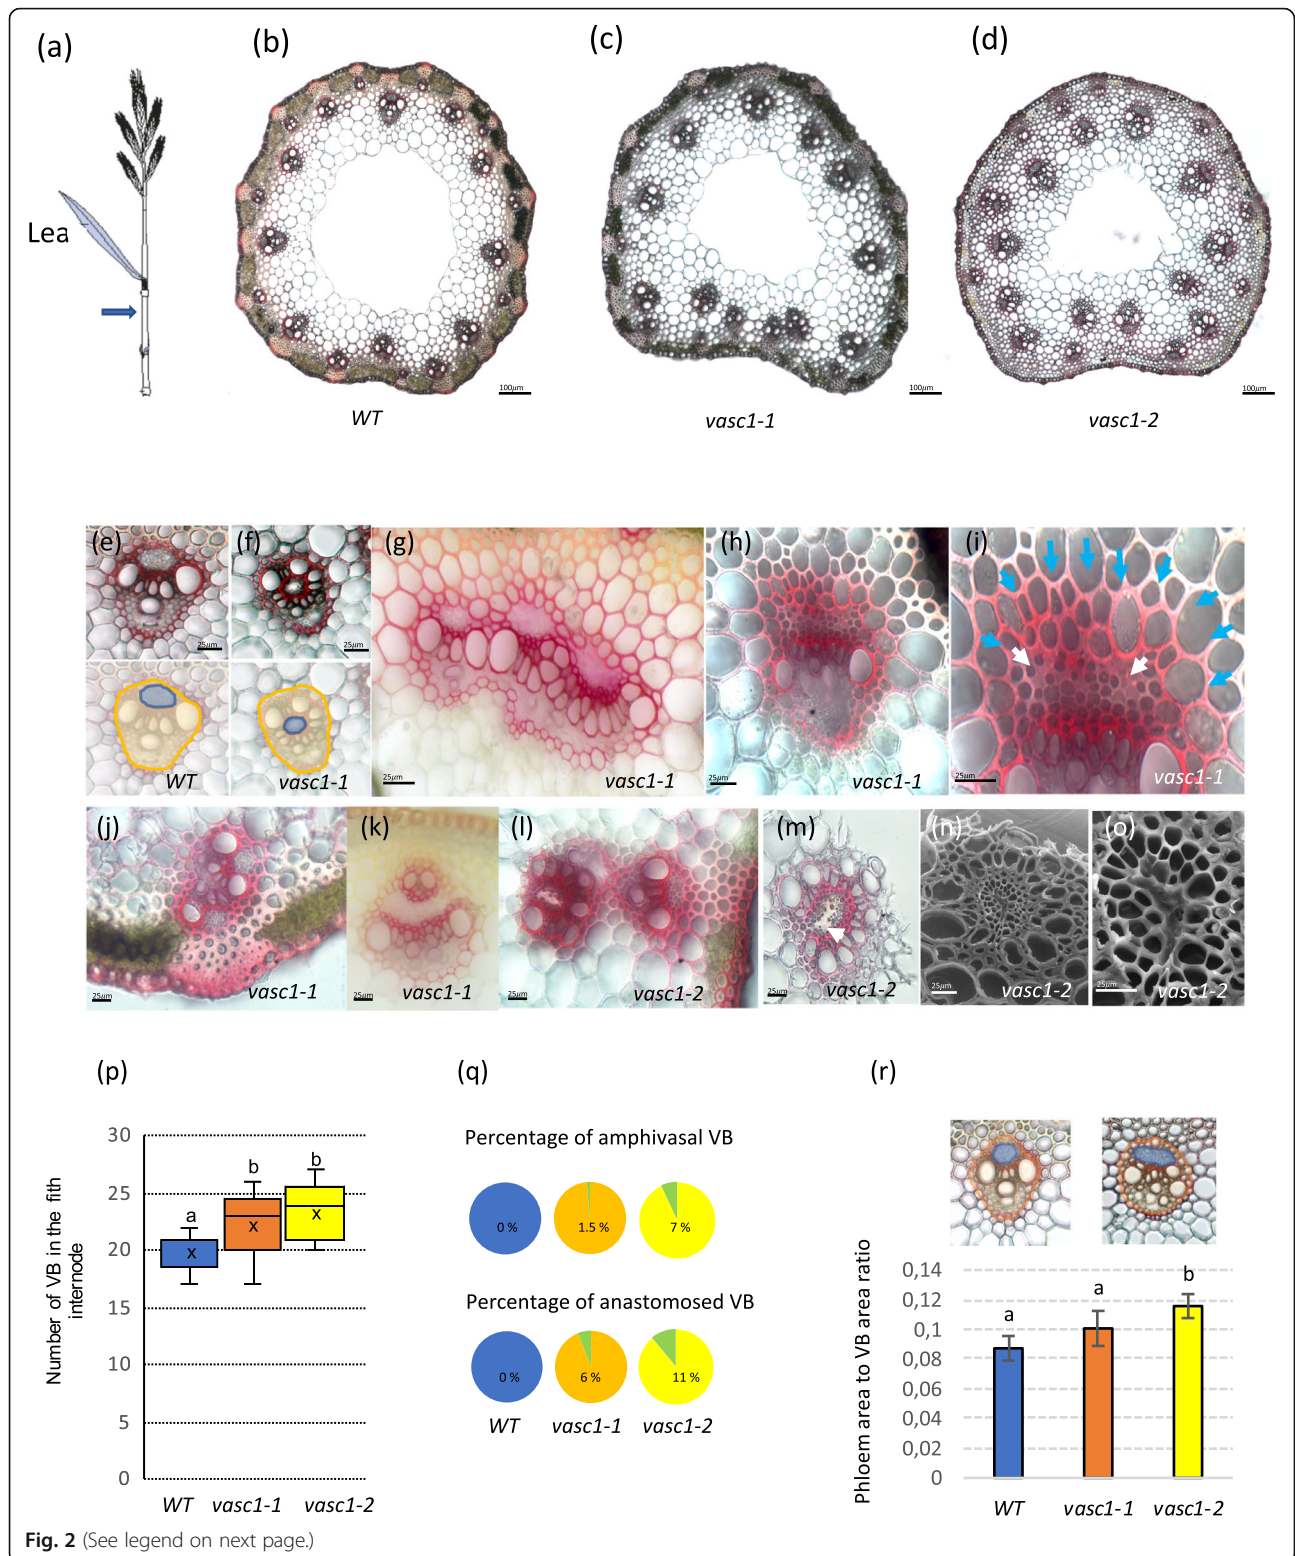 (a)
(b)
(c)
(d)
Lea
100µm
100µm
100µm
WT
vasc1-1
vasc1-2
(e)
(f)
(g)
(h)
(i)
25µm
25µm
WT
vasc1-1
25µm
vasc1-1
25µm
vasc1-1
25µm
vasc1-1
(j)
(k)
(l)
(m)
(n)
(o)
25µm
vasc1-1
25µm
vasc1-1
25µm
vasc1-2
25µm
vasc1-2
25µm
vasc1-2
25µm
vasc1-2
(p)
(q)
(r)
Number of VB in the fith
internode
30
25
20
15
10
5
0
a
b
b
x
x
x
WT
vasc1-1
vasc1-2
Percentage of amphivasal VB
0 %
1.5 %
7 %
Percentage of anastomosed VB
0 %
6 %
11 %
WT
vasc1-1
vasc1-2
Phloem area to VB area ratio
0,14
0,12
0,1
0,08
0,06
0,04
0,02
0
a
a
b
WT
vasc1-1
vasc1-2
Fig. 2 (See legend on next page.)